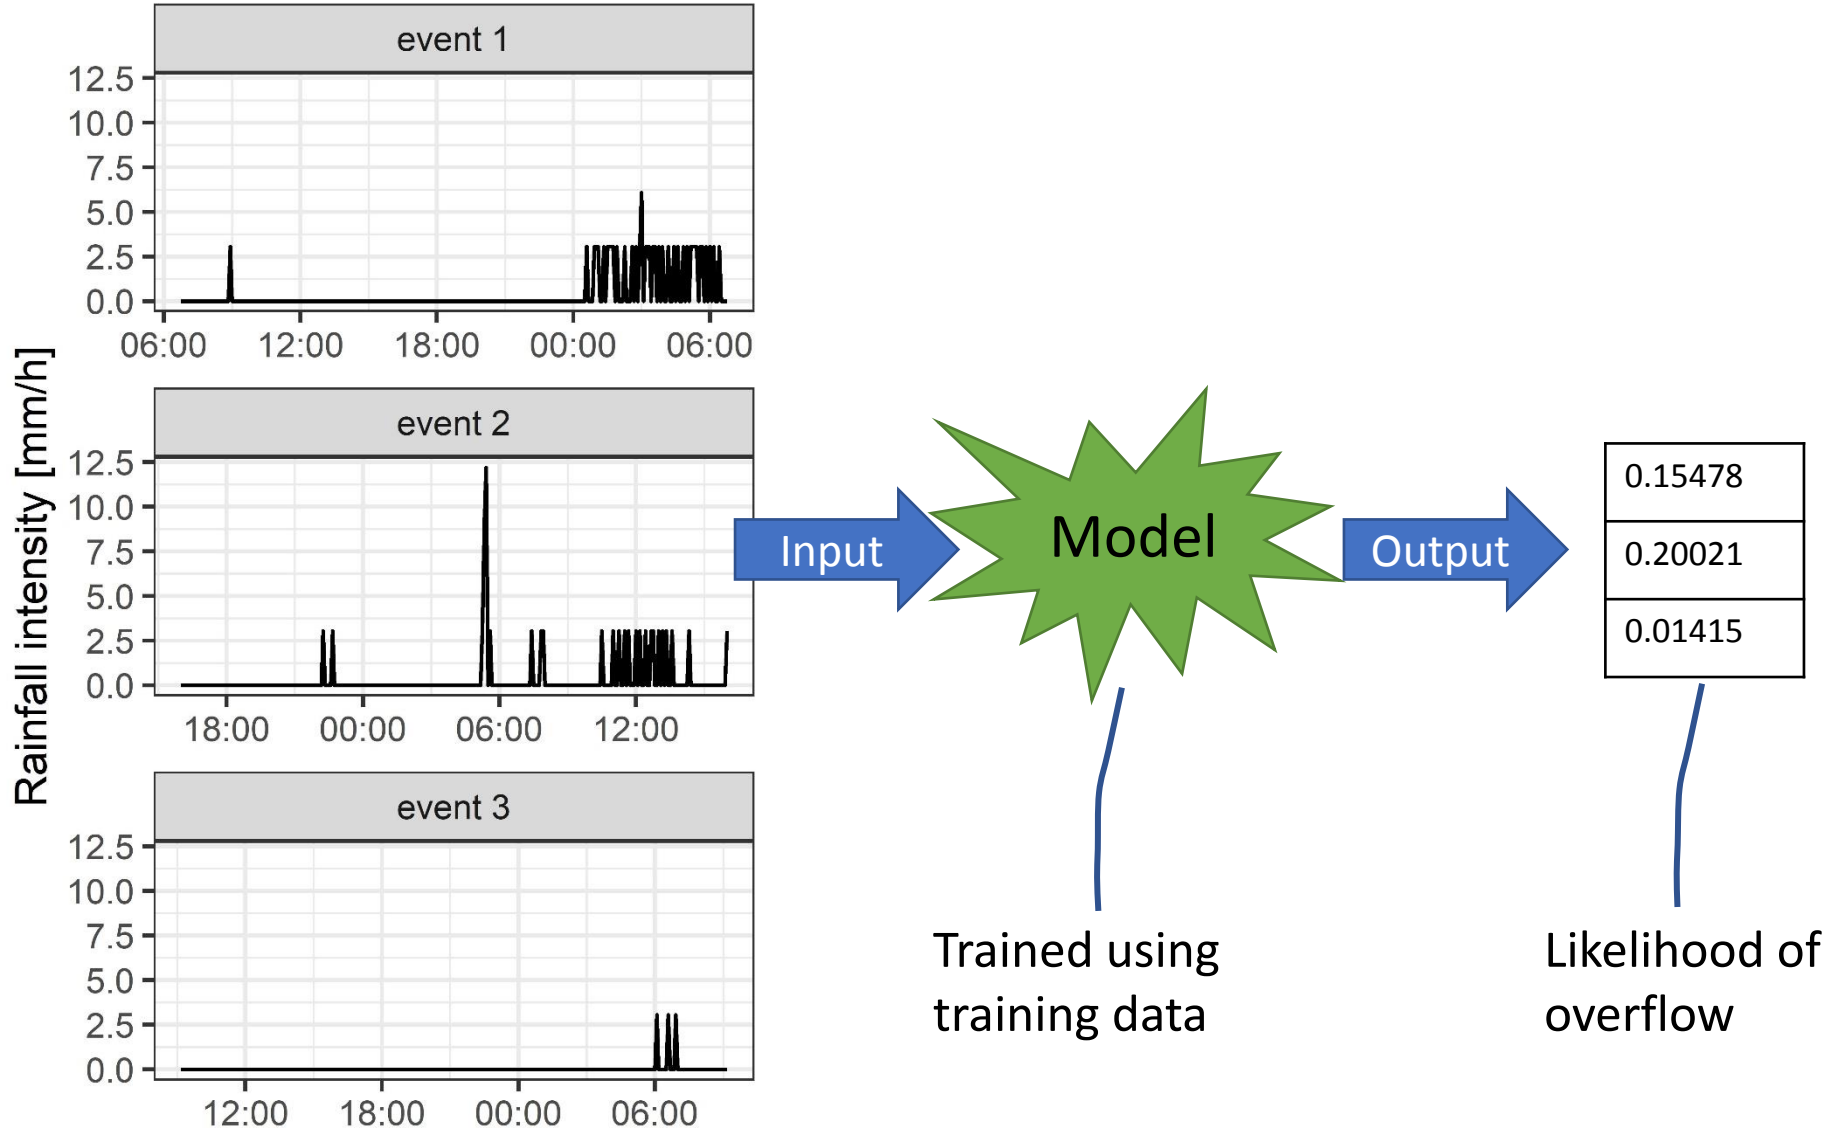 Rainfall intensity [mm/h]
event 1
12.5
10.0
7.5
5.0
2.5
0.0
06:00 12:00 18:00 00:00 06:00
event 2
12.5
10.0
7.5
5.0
2.5
0.0
18:00 00:00 06:00 12:00
event 3
12.5
10.0
7.5
5.0
2.5
0.0
12:00 18:00 00:00 06:00
Input
Model
Output
0.15478
0.20021
0.01415
Trained using
training data
Likelihood of
overflow